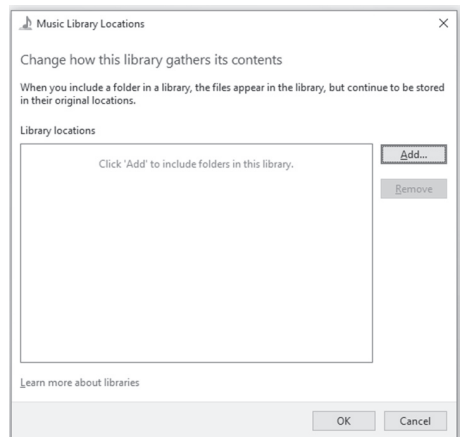 Music Library Locations
Change how this library gathers its contents
When you include a folder in a library, the files appear in the library, but continue to be stored
in their original locations.
Library locations
Click 'Add' to include folders in this library.
Add...
Remove
Learn more about libraries
OK
Cancel